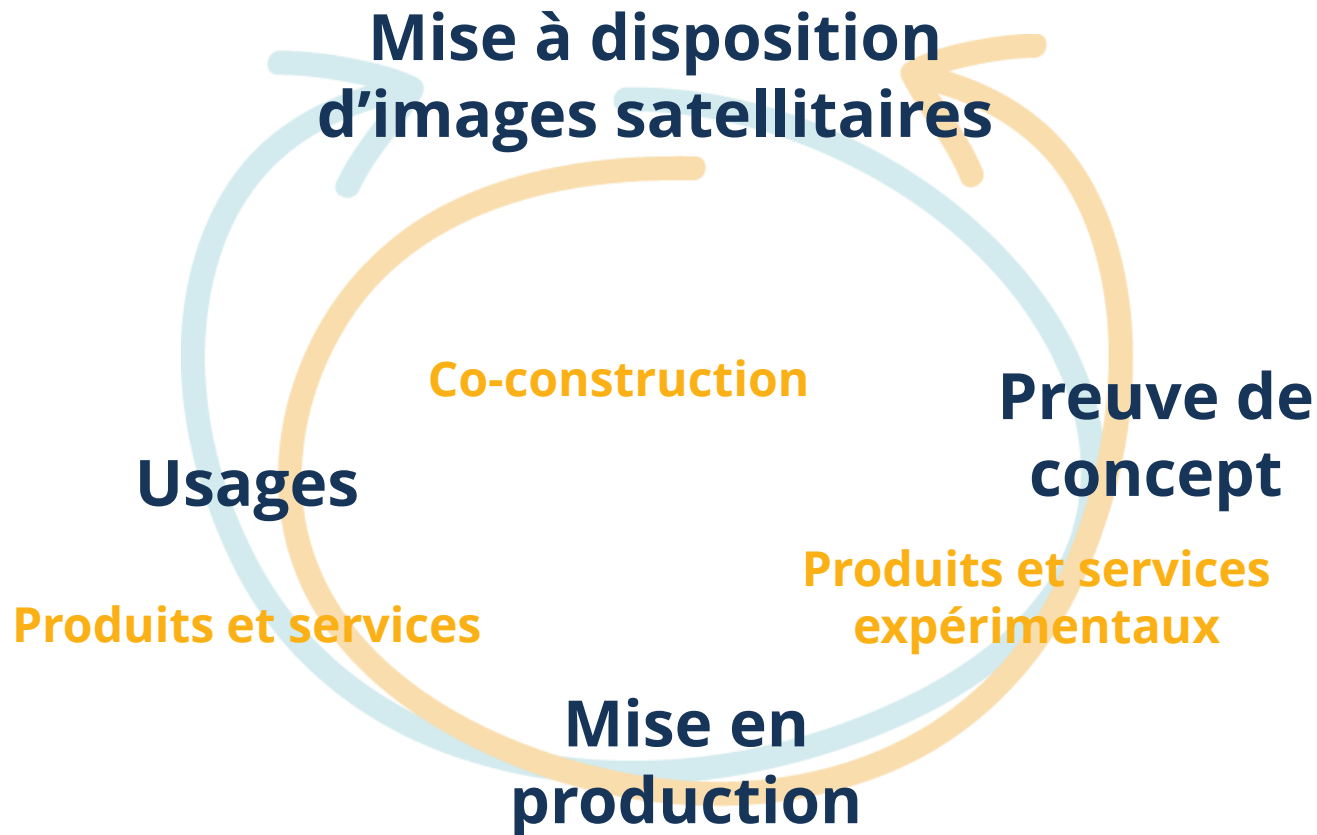 Mise à disposition
d’images satellitaires
Co-construction
Preuve de
concept
Usages
Produits et services
expérimentaux
Produits et services
Mise en
production